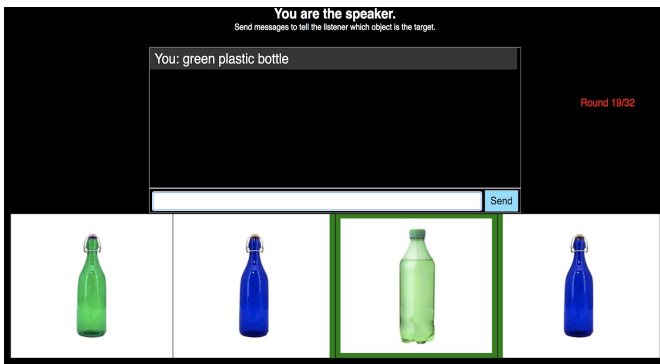 You are the speaker.
Send messages to tell the listener which object is the target.
You: green plastic bottle
Round 19/32
Send